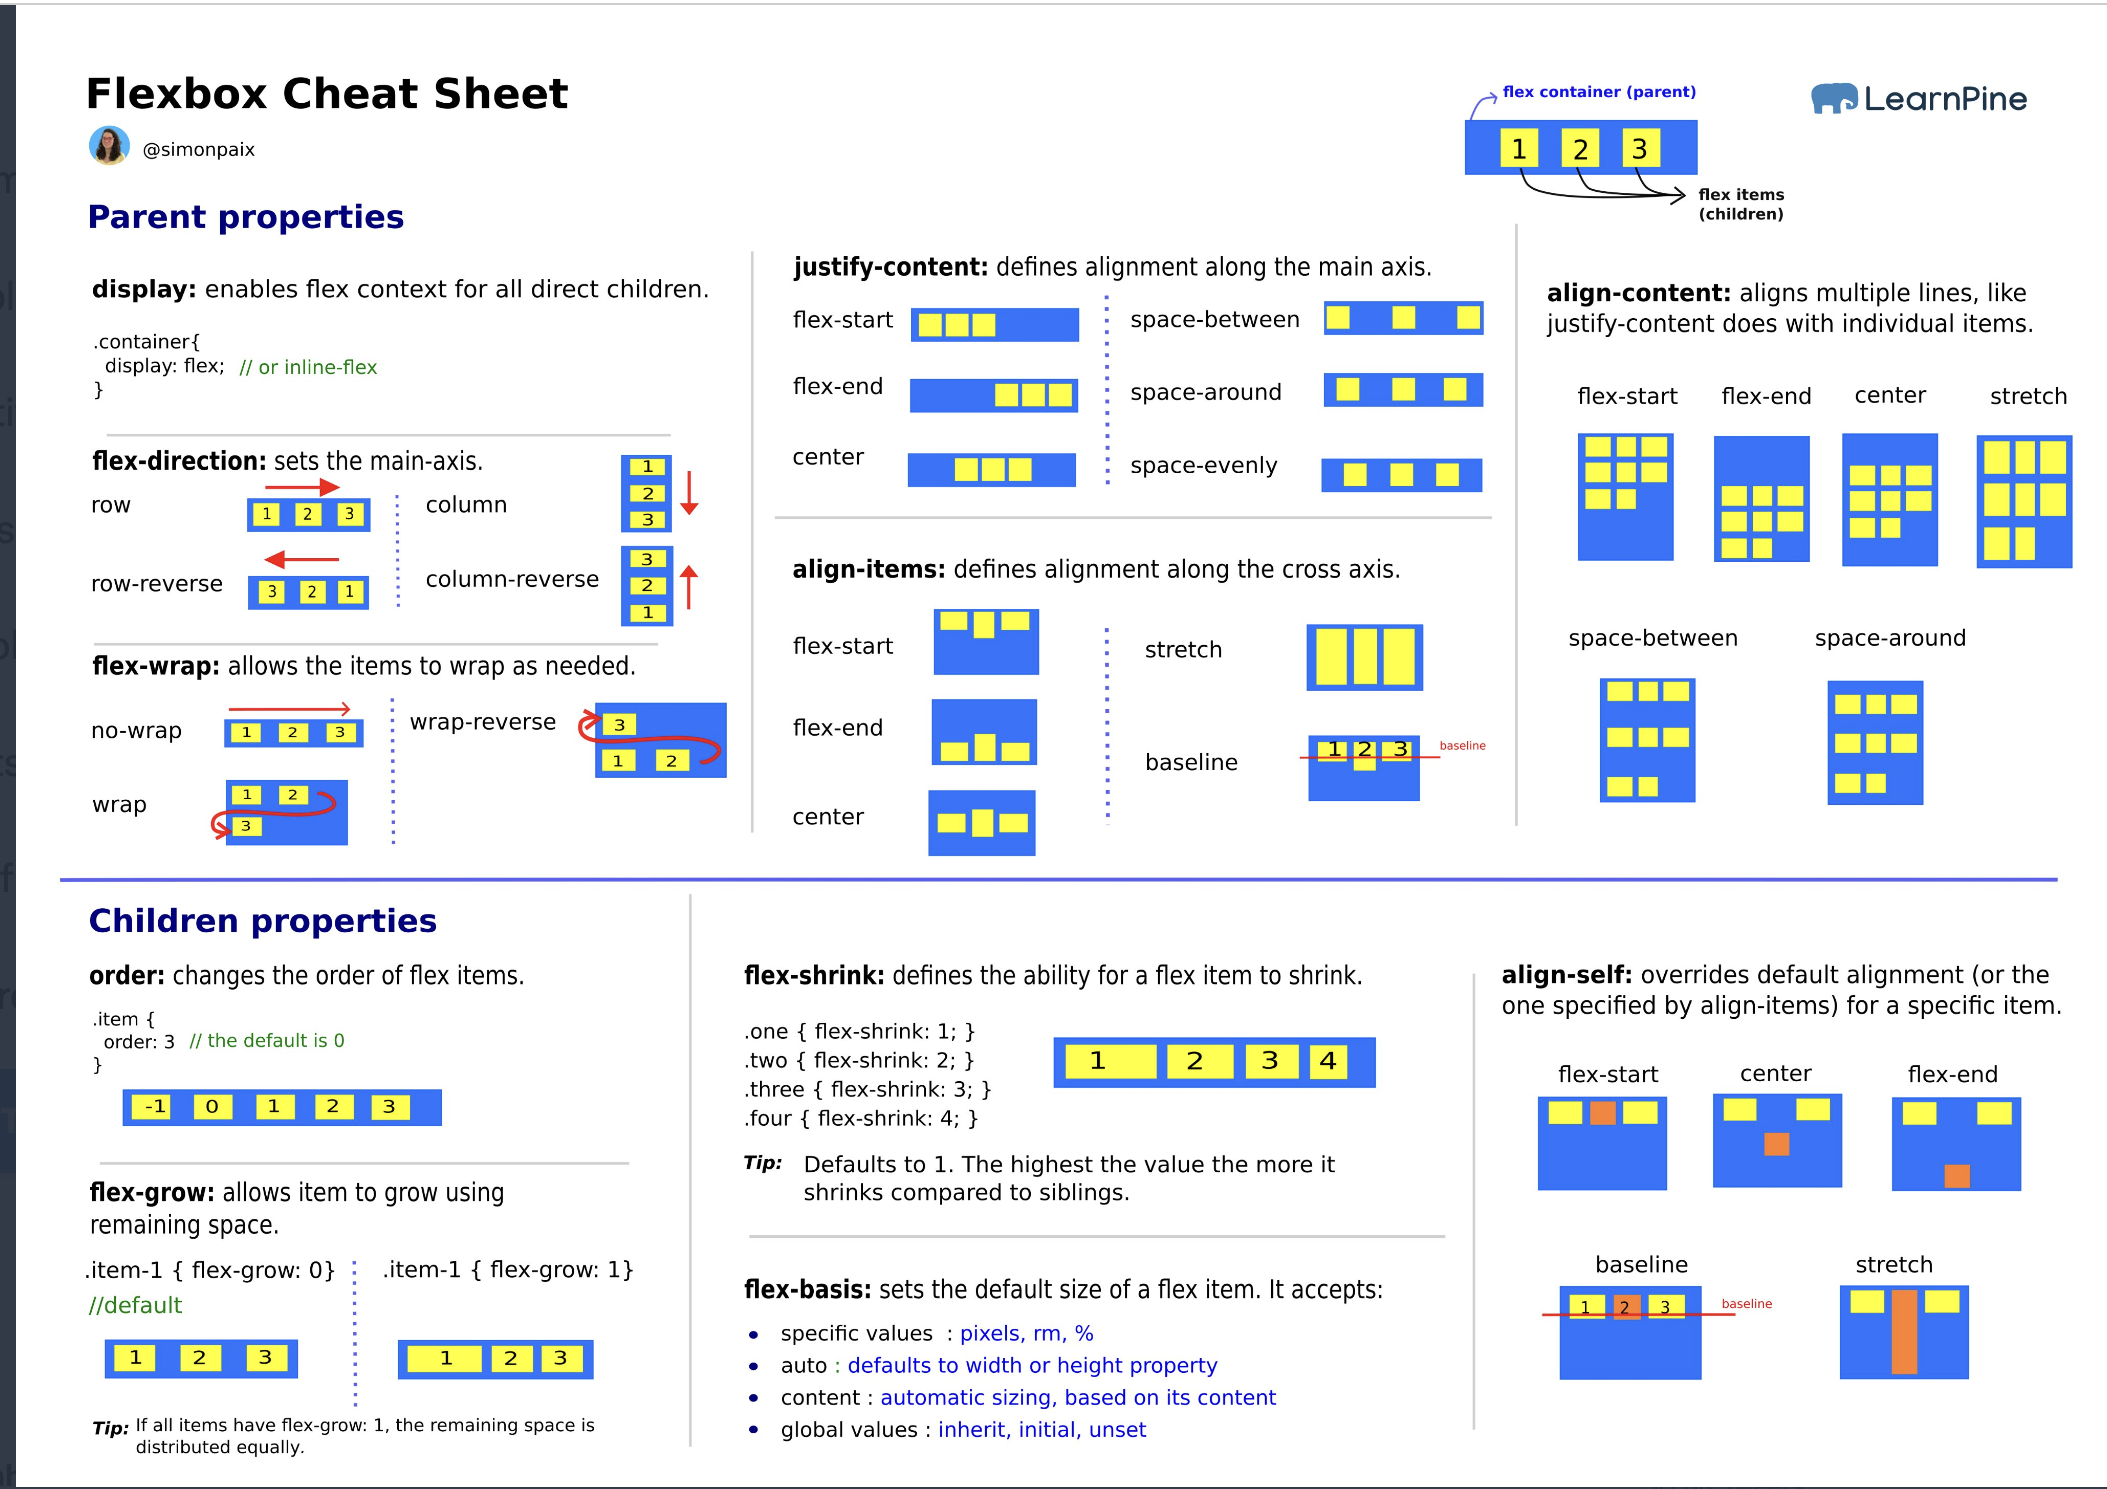 Flexbox Cheat Sheet
@simonpaix
flex container (parent)
1 2 3
flex items
(children)
LearnPine
Parent properties
display: enables flex context for all direct children.
.container{
display: flex; // or inline-flex
}
flex-direction: sets the main-axis.
row
1 2 3
column
1
2
3
row-reverse
3 2 1
column-reverse
3
2
1
flex-wrap: allows the items to wrap as needed.
no-wrap
1 2 3
wrap-reverse
3
1 2
wrap
1 2
3
justify-content: defines alignment along the main axis.
flex-start
space-between
flex-end
space-around
center
space-evenly
align-items: defines alignment along the cross axis.
flex-start
stretch
flex-end
baseline
1 2 3
baseline
center
align-content: aligns multiple lines, like
justify-content does with individual items.
flex-start
flex-end
center
stretch
space-between
space-around
Children properties
order: changes the order of flex items.
.item {
order: 3 // the default is 0
}
-1 0 1 2 3
flex-grow: allows item to grow using
remaining space.
.item-1 { flex-grow: 0}
//default
1 2 3
.item-1 { flex-grow: 1}
1 2 3
Tip: If all items have flex-grow: 1, the remaining space is
distributed equally.
flex-shrink: defines the ability for a flex item to shrink.
.one { flex-shrink: 1; }
.two { flex-shrink: 2; }
.three { flex-shrink: 3; }
.four { flex-shrink: 4; }
1 2 3 4
Tip: Defaults to 1. The highest the value the more it
shrinks compared to siblings.
flex-basis: sets the default size of a flex item. It accepts:
• specific values : pixels, rm, %
• auto : defaults to width or height property
• content : automatic sizing, based on its content
• global values : inherit, initial, unset
align-self: overrides default alignment (or the
one specified by align-items) for a specific item.
flex-start
center
flex-end
baseline
1 2 3
baseline
stretch